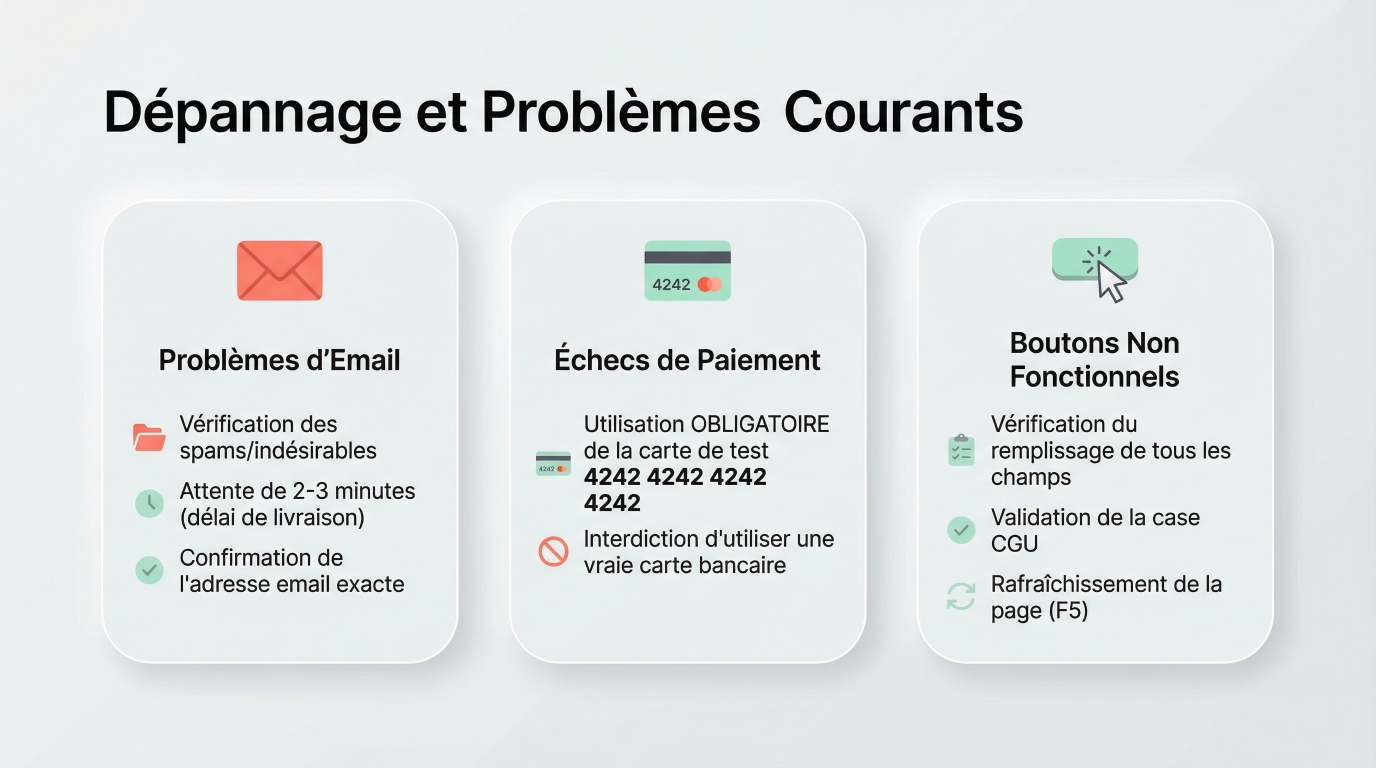 Dépannage et Problèmes Courants
4242
Problèmes d’Email
Vérification des
spams/indésirables
Attente de 2-3 minutes
(délai de livraison)
Confirmation de
l'adresse email exacte
Échecs de Paiement
Utilisation OBLIGATOIRE
de la carte de test
4242
4242 4242 4242
4242
Interdiction d'utiliser une
vraie carte bancaire
Boutons Non
Fonctionnels
Vérification du
remplissage de tous les
champs
Validation de la case
CGU
Rafraîchissement de la
page (F5)